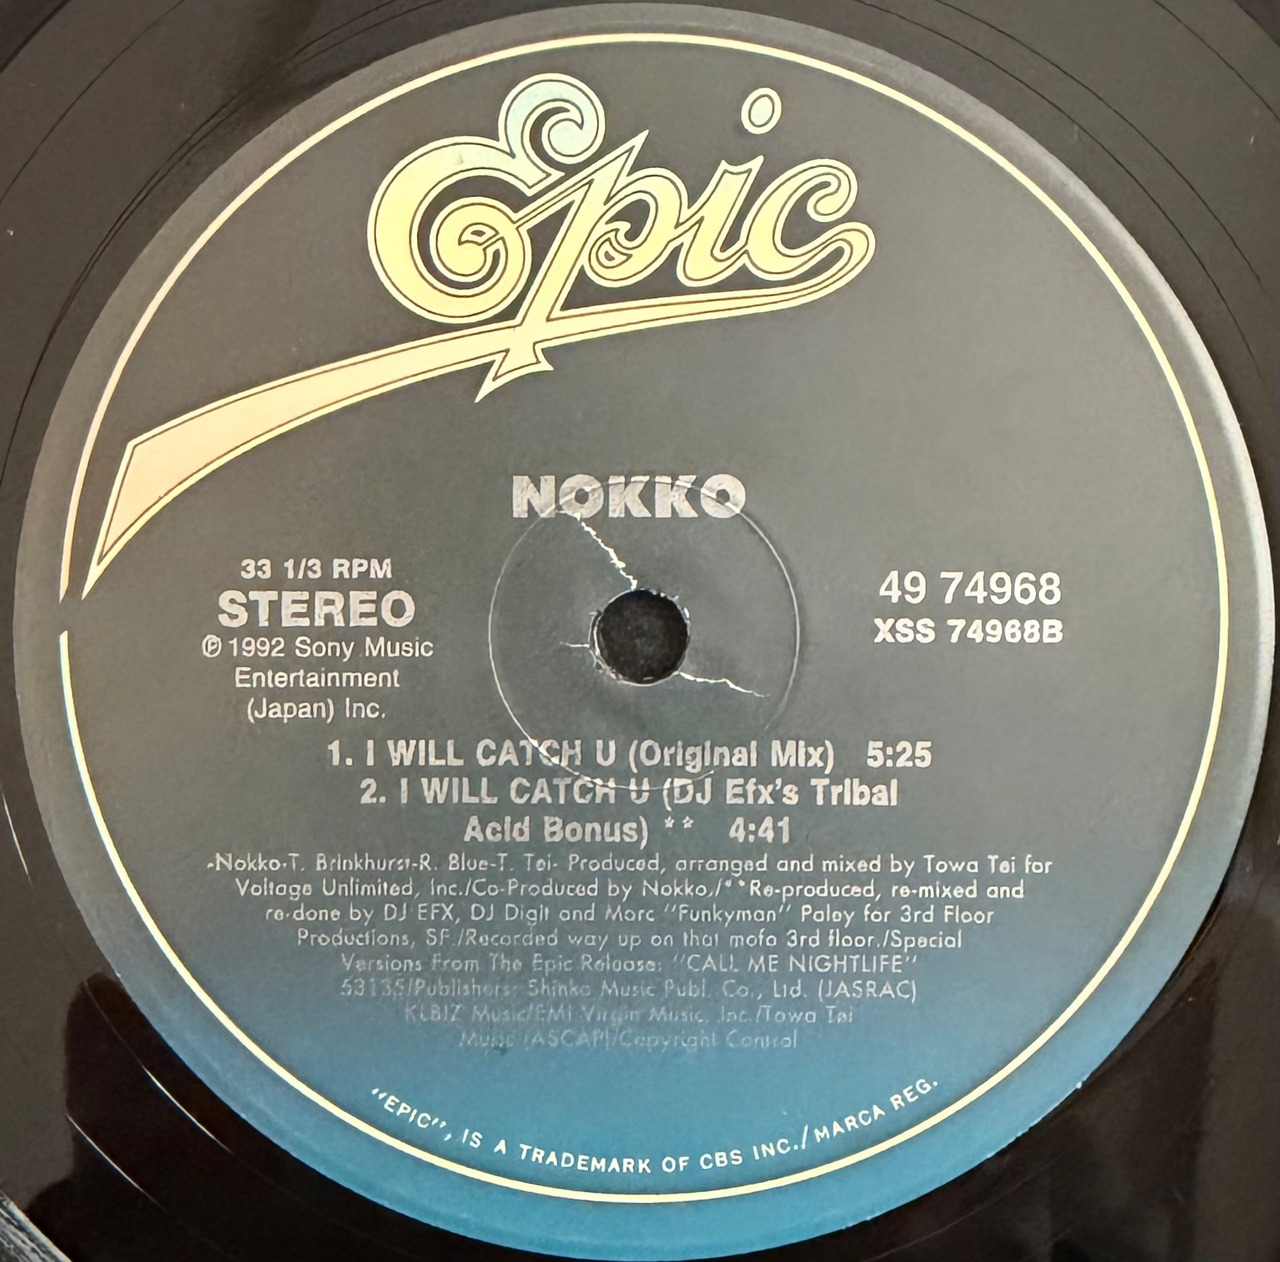 Epic
NOKKO
33 1/3 RPM
STEREO
℗ 1992 Sony Music
Entertainment
(Japan) Inc.
49 74968
XSS 74968B
1. I WILL CATCH U (Original Mix) 5:25
2. I WILL CATCH U (DJ Efx's Tribal
Acid Bonus) ** 4:41
-Nokko-T. Brinkhurst-R. Blue-T. Tei- Produced, arranged and mixed by Towa Tei for
Voltage Unlimited, Inc./Co-Produced by Nokko./**Re-produced, re-mixed and
re-done by DJ EFX, DJ Digit and Marc "Funkyman" Paley for 3rd Floor
Productions, SF./Recorded way up on that mofo 3rd floor./Special
Versions From The Epic Release: "CALL ME NIGHTLIFE"
53135/Publishers: Shinko Music Publ. Co., Ltd. (JASRAC)
KLBIZ Music/EMI Virgin Music, Inc./Towa Tei
Music (ASCAP)/Copyright Control
"EPIC", IS A TRADEMARK OF CBS INC./MARCA REG.